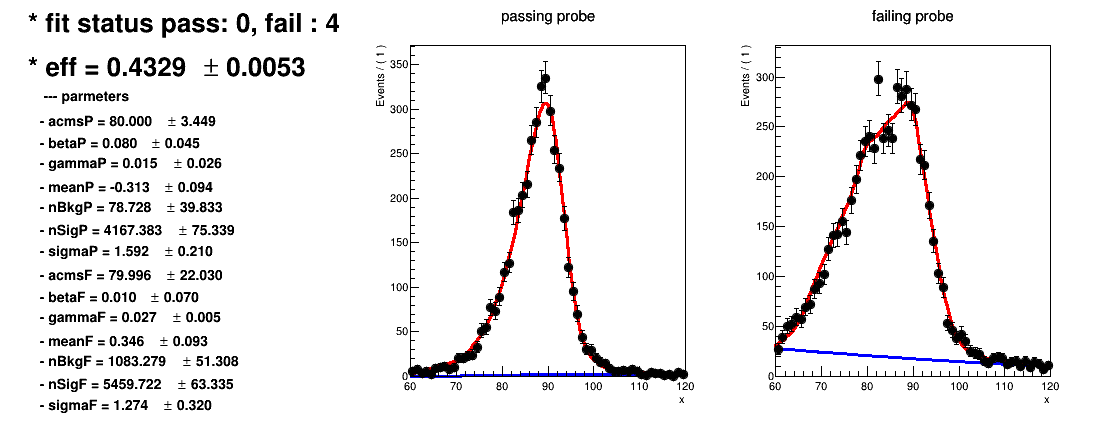 * fit status pass: 0, fail : 4
* eff = 0.4329 ± 0.0053
--- parmeters
- acmsP = 80.000 ± 3.449
- betaP = 0.080 ± 0.045
- gammaP = 0.015 ± 0.026
- meanP = -0.313 ± 0.094
- nBkgP = 78.728 ± 39.833
- nSigP = 4167.383 ± 75.339
- sigmaP = 1.592 ± 0.210
- acmsF = 79.996 ± 22.030
- betaF = 0.010 ± 0.070
- gammaF = 0.027 ± 0.005
- meanF = 0.346 ± 0.093
- nBkgF = 1083.279 ± 51.308
- nSigF = 5459.722 ± 63.335
- sigmaF = 1.274 ± 0.320
passing probe
Events / ( 1 )
350
300
250
200
150
100
50
0
60 70 80 90 100 110 120
x
failing probe
Events / ( 1 )
300
250
200
150
100
50
0
60 70 80 90 100 110 120
x